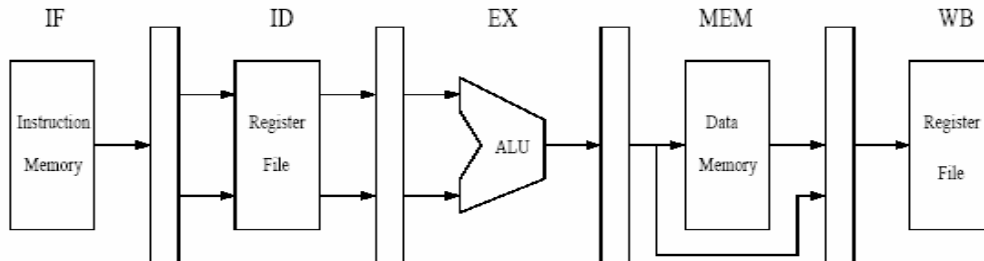 IF
ID
EX
MEM
WB
Instruction
Memory
Register
File
ALU
Data
Memory
Register
File